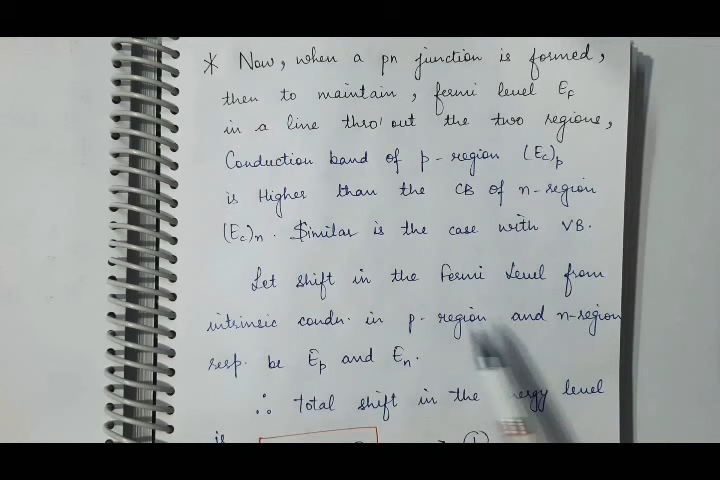 * Now, when a pn junction is formed,
then to maintain, fermi level E_F
in a line thro' out the two regions,
Conduction band of p-region (Ec)p
is Higher than the CB of n-region
(Ec)n. Similar is the case with VB.
Let shift in the Fermi Level from
intrinsic condn. in p-region and n-region
resp. be Ep and En.
∴ Total shift in the level
is
(1)